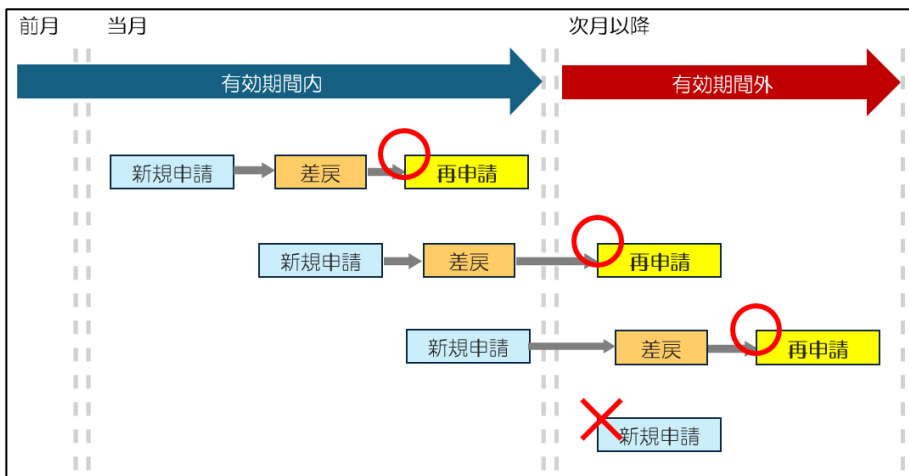 前月 当月 次月以降
有効期間内 有効期間外
新規申請 差戻 再申請
新規申請 差戻 再申請
新規申請 差戻 再申請
新規申請